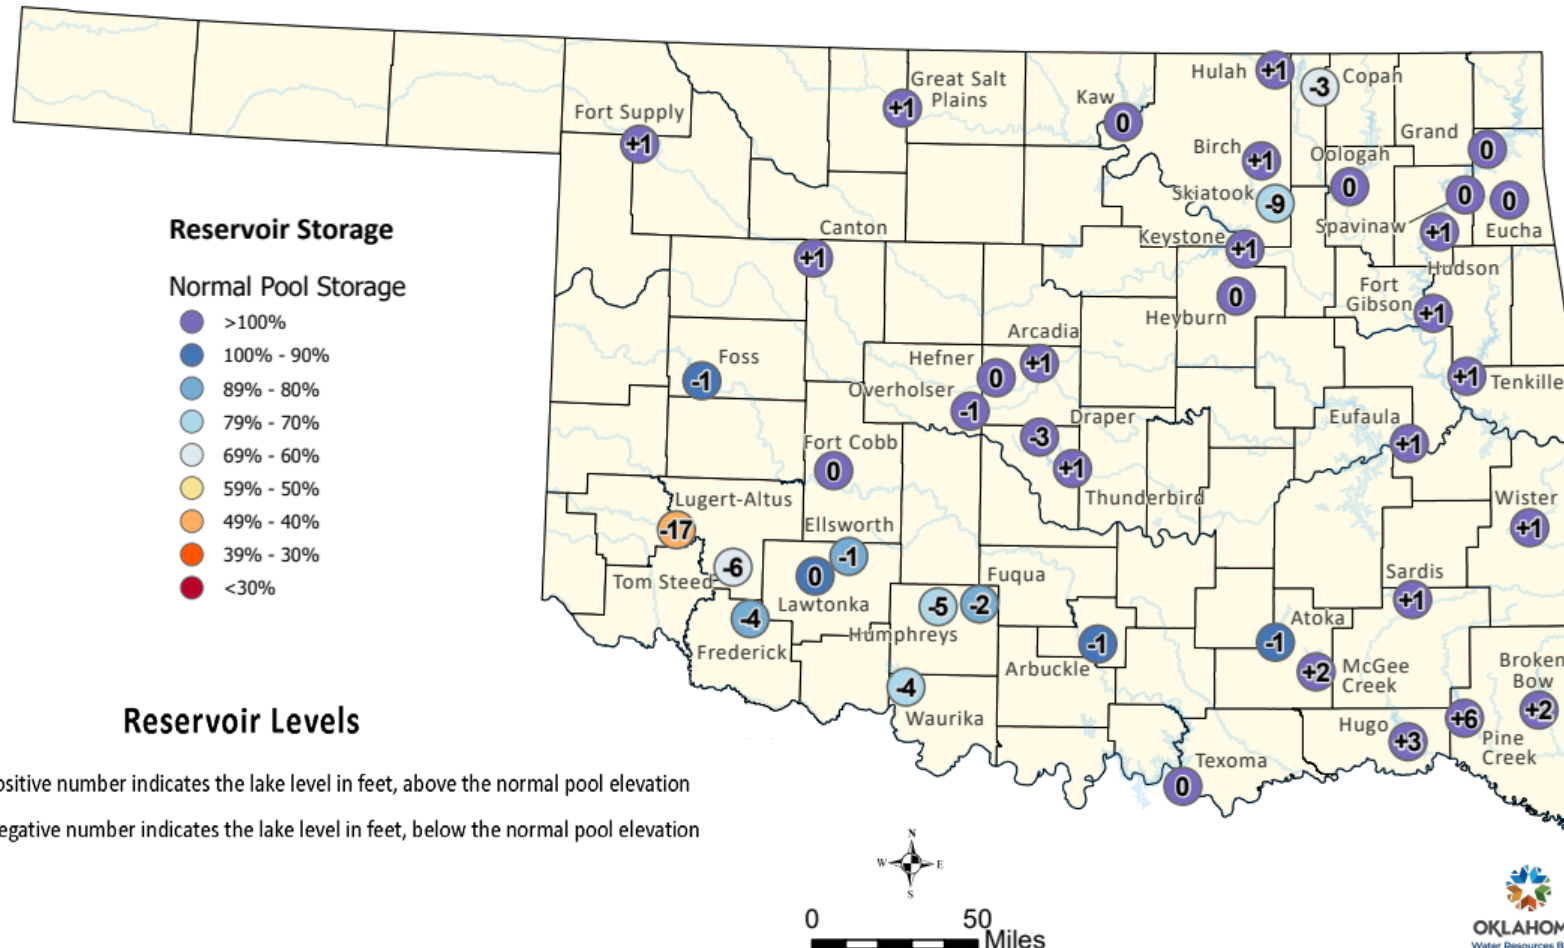 Hulah
+1
-3
Copah
Great Salt
Plains
+1
Kaw
0
Fort Supply
+1
Grand
0
Birch
+1
Oologah
0
Skiatook
-9
0
0
Spavinaw
Eucha
Reservoir Storage
Canton
+1
Keystone
+1
+1
Hudson
Normal Pool Storage
>100%
100% - 90%
89% - 80%
79% - 70%
69% - 60%
59% - 50%
49% - 40%
39% - 30%
<30%
0
Heyburn
Fort
Gibson
+1
Arcadia
+1
Hefner
0
Foss
-1
Overholser
-1
+1
Tenkille
Draper
-3
Eufaula
+1
Fort Cobb
0
+1
Thunderbird
Lugert-Altus
-17
Wister
+1
Ellsworth
-1
Tom Steed
-6
0
Lawtonka
Fuqua
-5
-2
Humphreys
Sardis
+1
-4
Frederick
Arbuckle
-1
Atoka
-1
+2
McGee
Creek
Broken
Bow
+2
-4
Waurika
Reservoir Levels
Hugo
+3
+6
Pine
Creek
Texoma
0
ositive number indicates the lake level in feet, above the normal pool elevation
egative number indicates the lake level in feet, below the normal pool elevation
N
W
E
S
0
50
Miles
OKLAHOM
Water Resources B